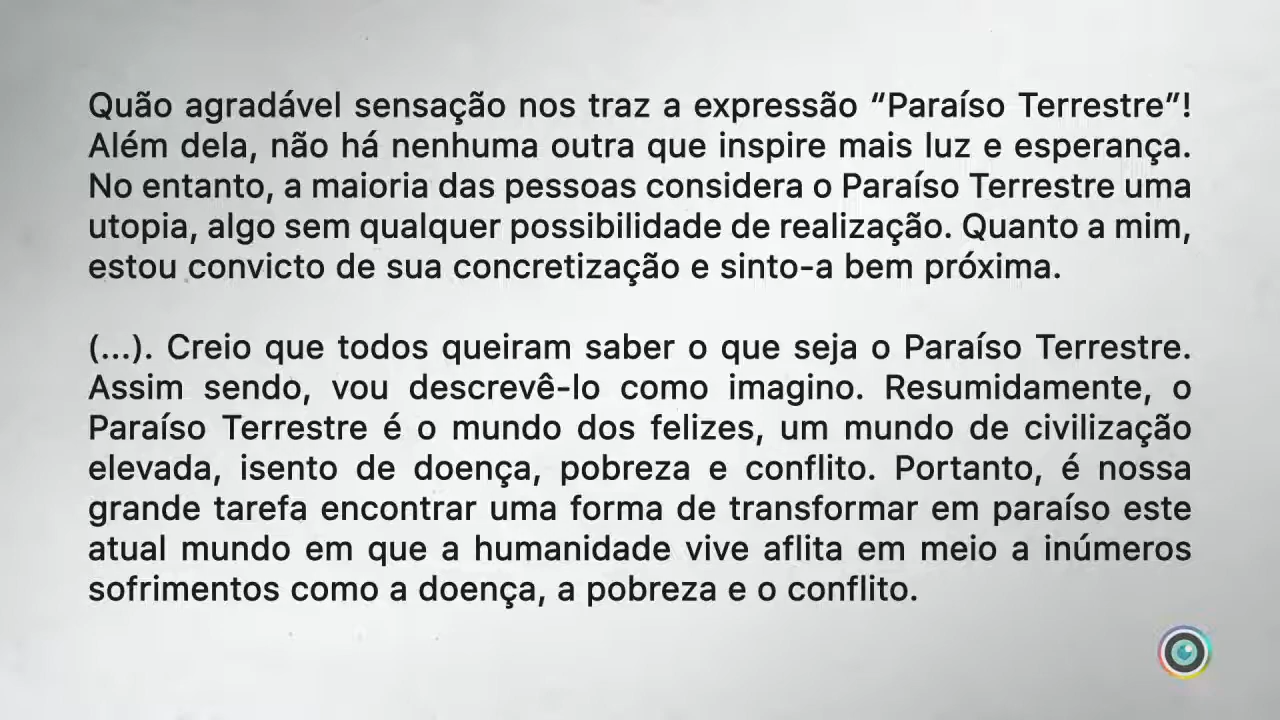 Quão agradável sensação nos traz a expressão “Paraíso Terrestre”!
Além dela, não há nenhuma outra que inspire mais luz e esperança.
No entanto, a maioria das pessoas considera o Paraíso Terrestre uma
utopia, algo sem qualquer possibilidade de realização. Quanto a mim,
estou convicto de sua concretização e sinto-a bem próxima.
(...). Creio que todos queiram saber o que seja o Paraíso Terrestre.
Assim sendo, vou descrevê-lo como imagino. Resumidamente, o
Paraíso Terrestre é o mundo dos felizes, um mundo de civilização
elevada, isento de doença, pobreza e conflito. Portanto, é nossa
grande tarefa encontrar uma forma de transformar em paraíso este
atual mundo em que a humanidade vive aflita em meio a inúmeros
sofrimentos como a doença, a pobreza e o conflito.